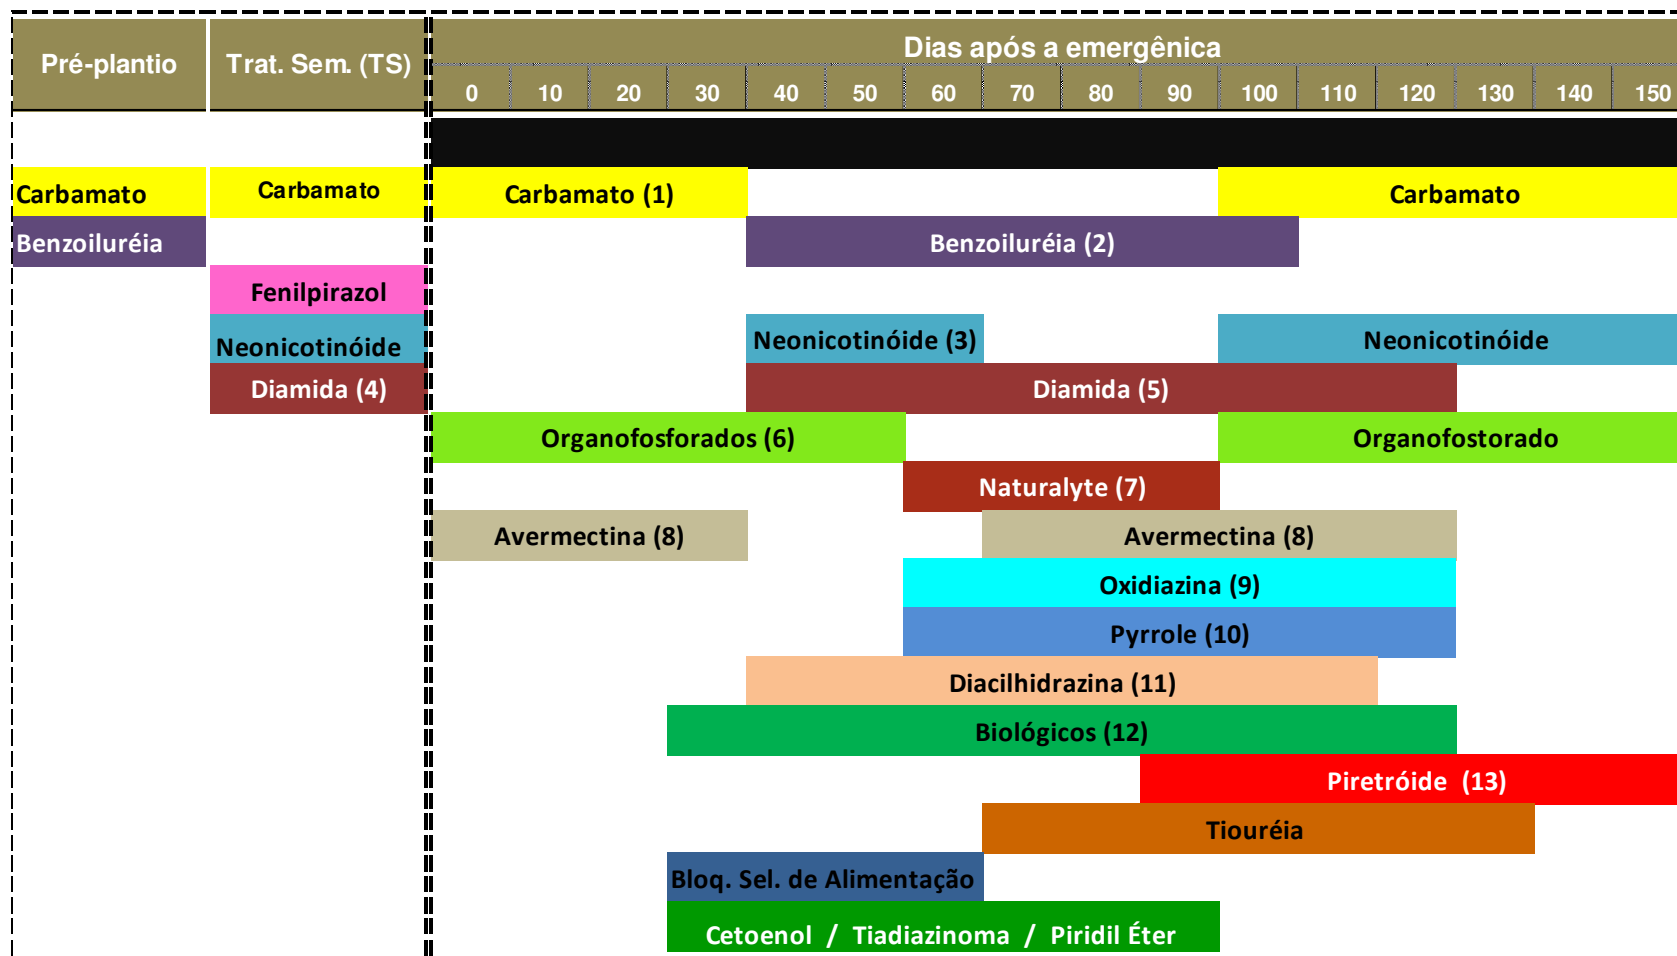 Pré-plantio
Trat. Sem. (TS)
Dias após a emergênica
0 10 20 30 40 50 60 70 80 90 100 110 120 130 140 150
Carbamato Carbamato Carbamato (1) Carbamato
Benzoiluréia Benzoiluréia (2)
Fenilpirazol
Neonicotinóide Neonicotinóide (3) Neonicotinóide
Diamida (4) Diamida (5)
Organofosforados (6) Organofostorado
Naturalyte (7)
Avermectina (8) Avermectina (8)
Oxidiazina (9)
Pyrrole (10)
Diacilhidrazina (11)
Biológicos (12)
Piretróide (13)
Tiouréia
Bloq. Sel. de Alimentação
Cetoenol / Tiadiazinoma / Piridil Éter